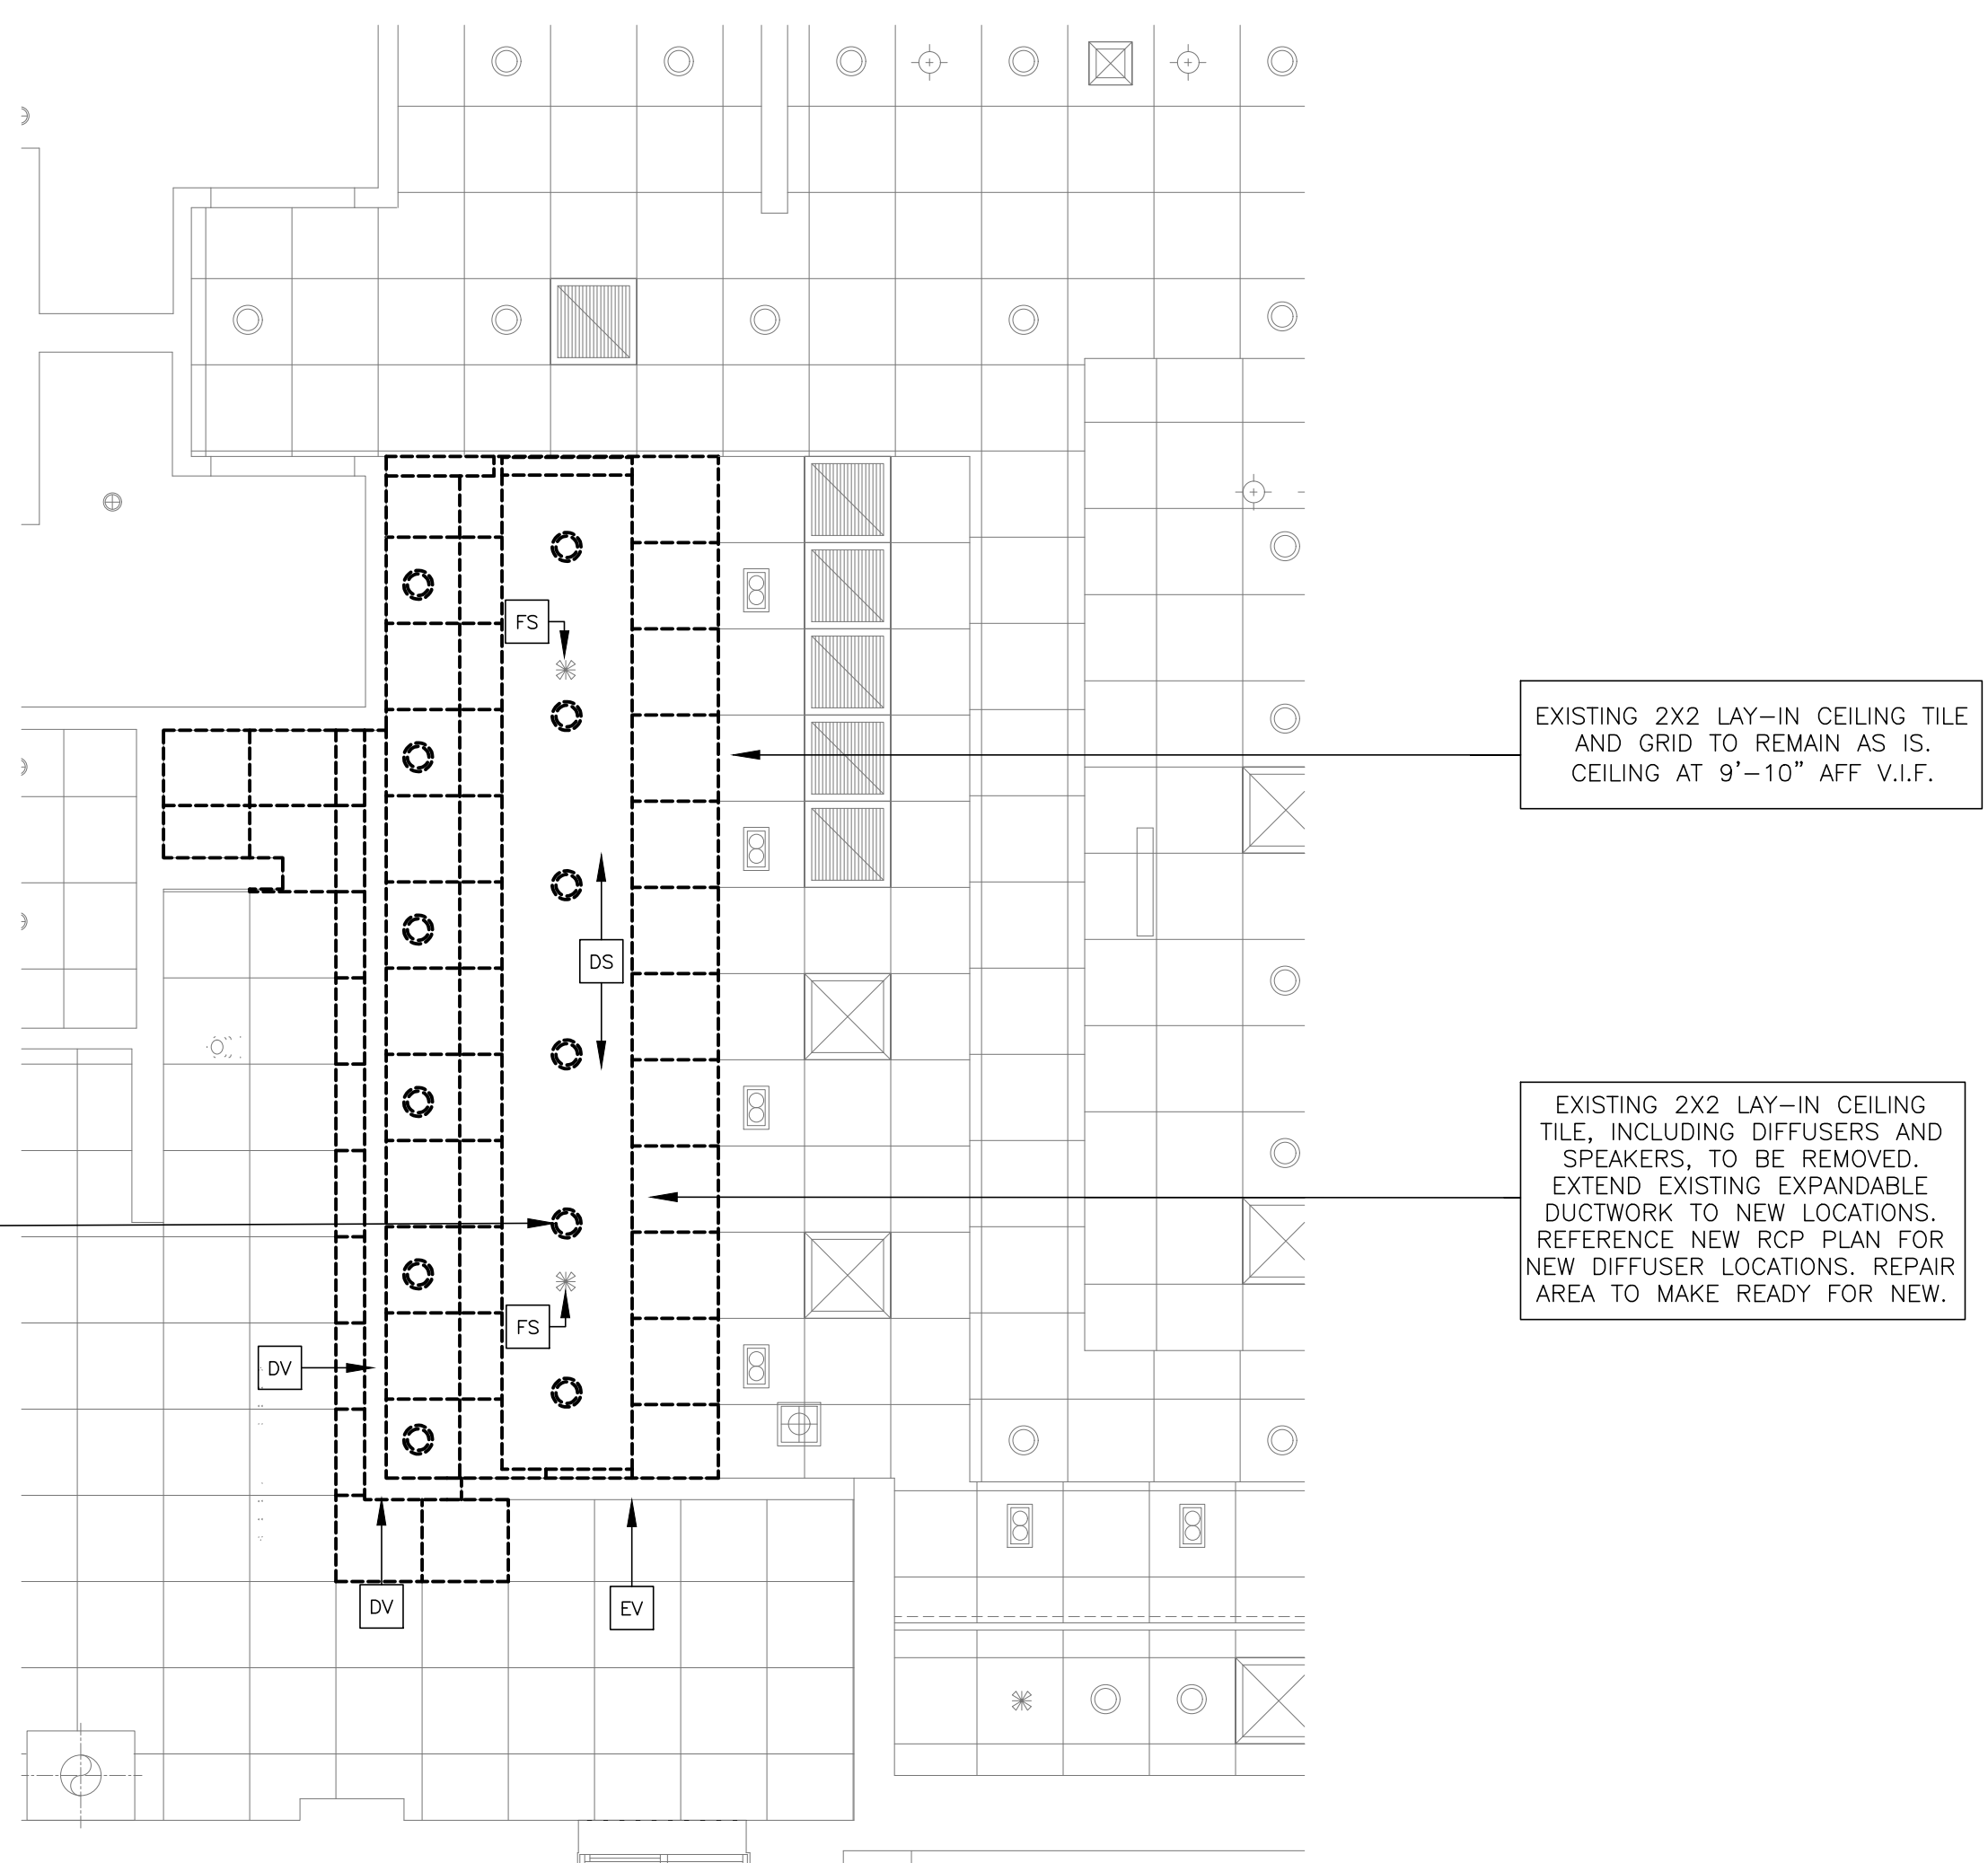 FS
EXISTING 2X2 LAY-IN CEILING TILE
AND GRID TO REMAIN AS IS.
CEILING AT 9'-10" AFF V.I.F.
DS
EXISTING 2X2 LAY-IN CEILING
TILE, INCLUDING DIFFUSERS AND
SPEAKERS, TO BE REMOVED.
EXTEND EXISTING EXPANDABLE
DUCTWORK TO NEW LOCATIONS.
REFERENCE NEW RCP PLAN FOR
NEW DIFFUSER LOCATIONS. REPAIR
AREA TO MAKE READY FOR NEW.
FS
DV
DV
EV